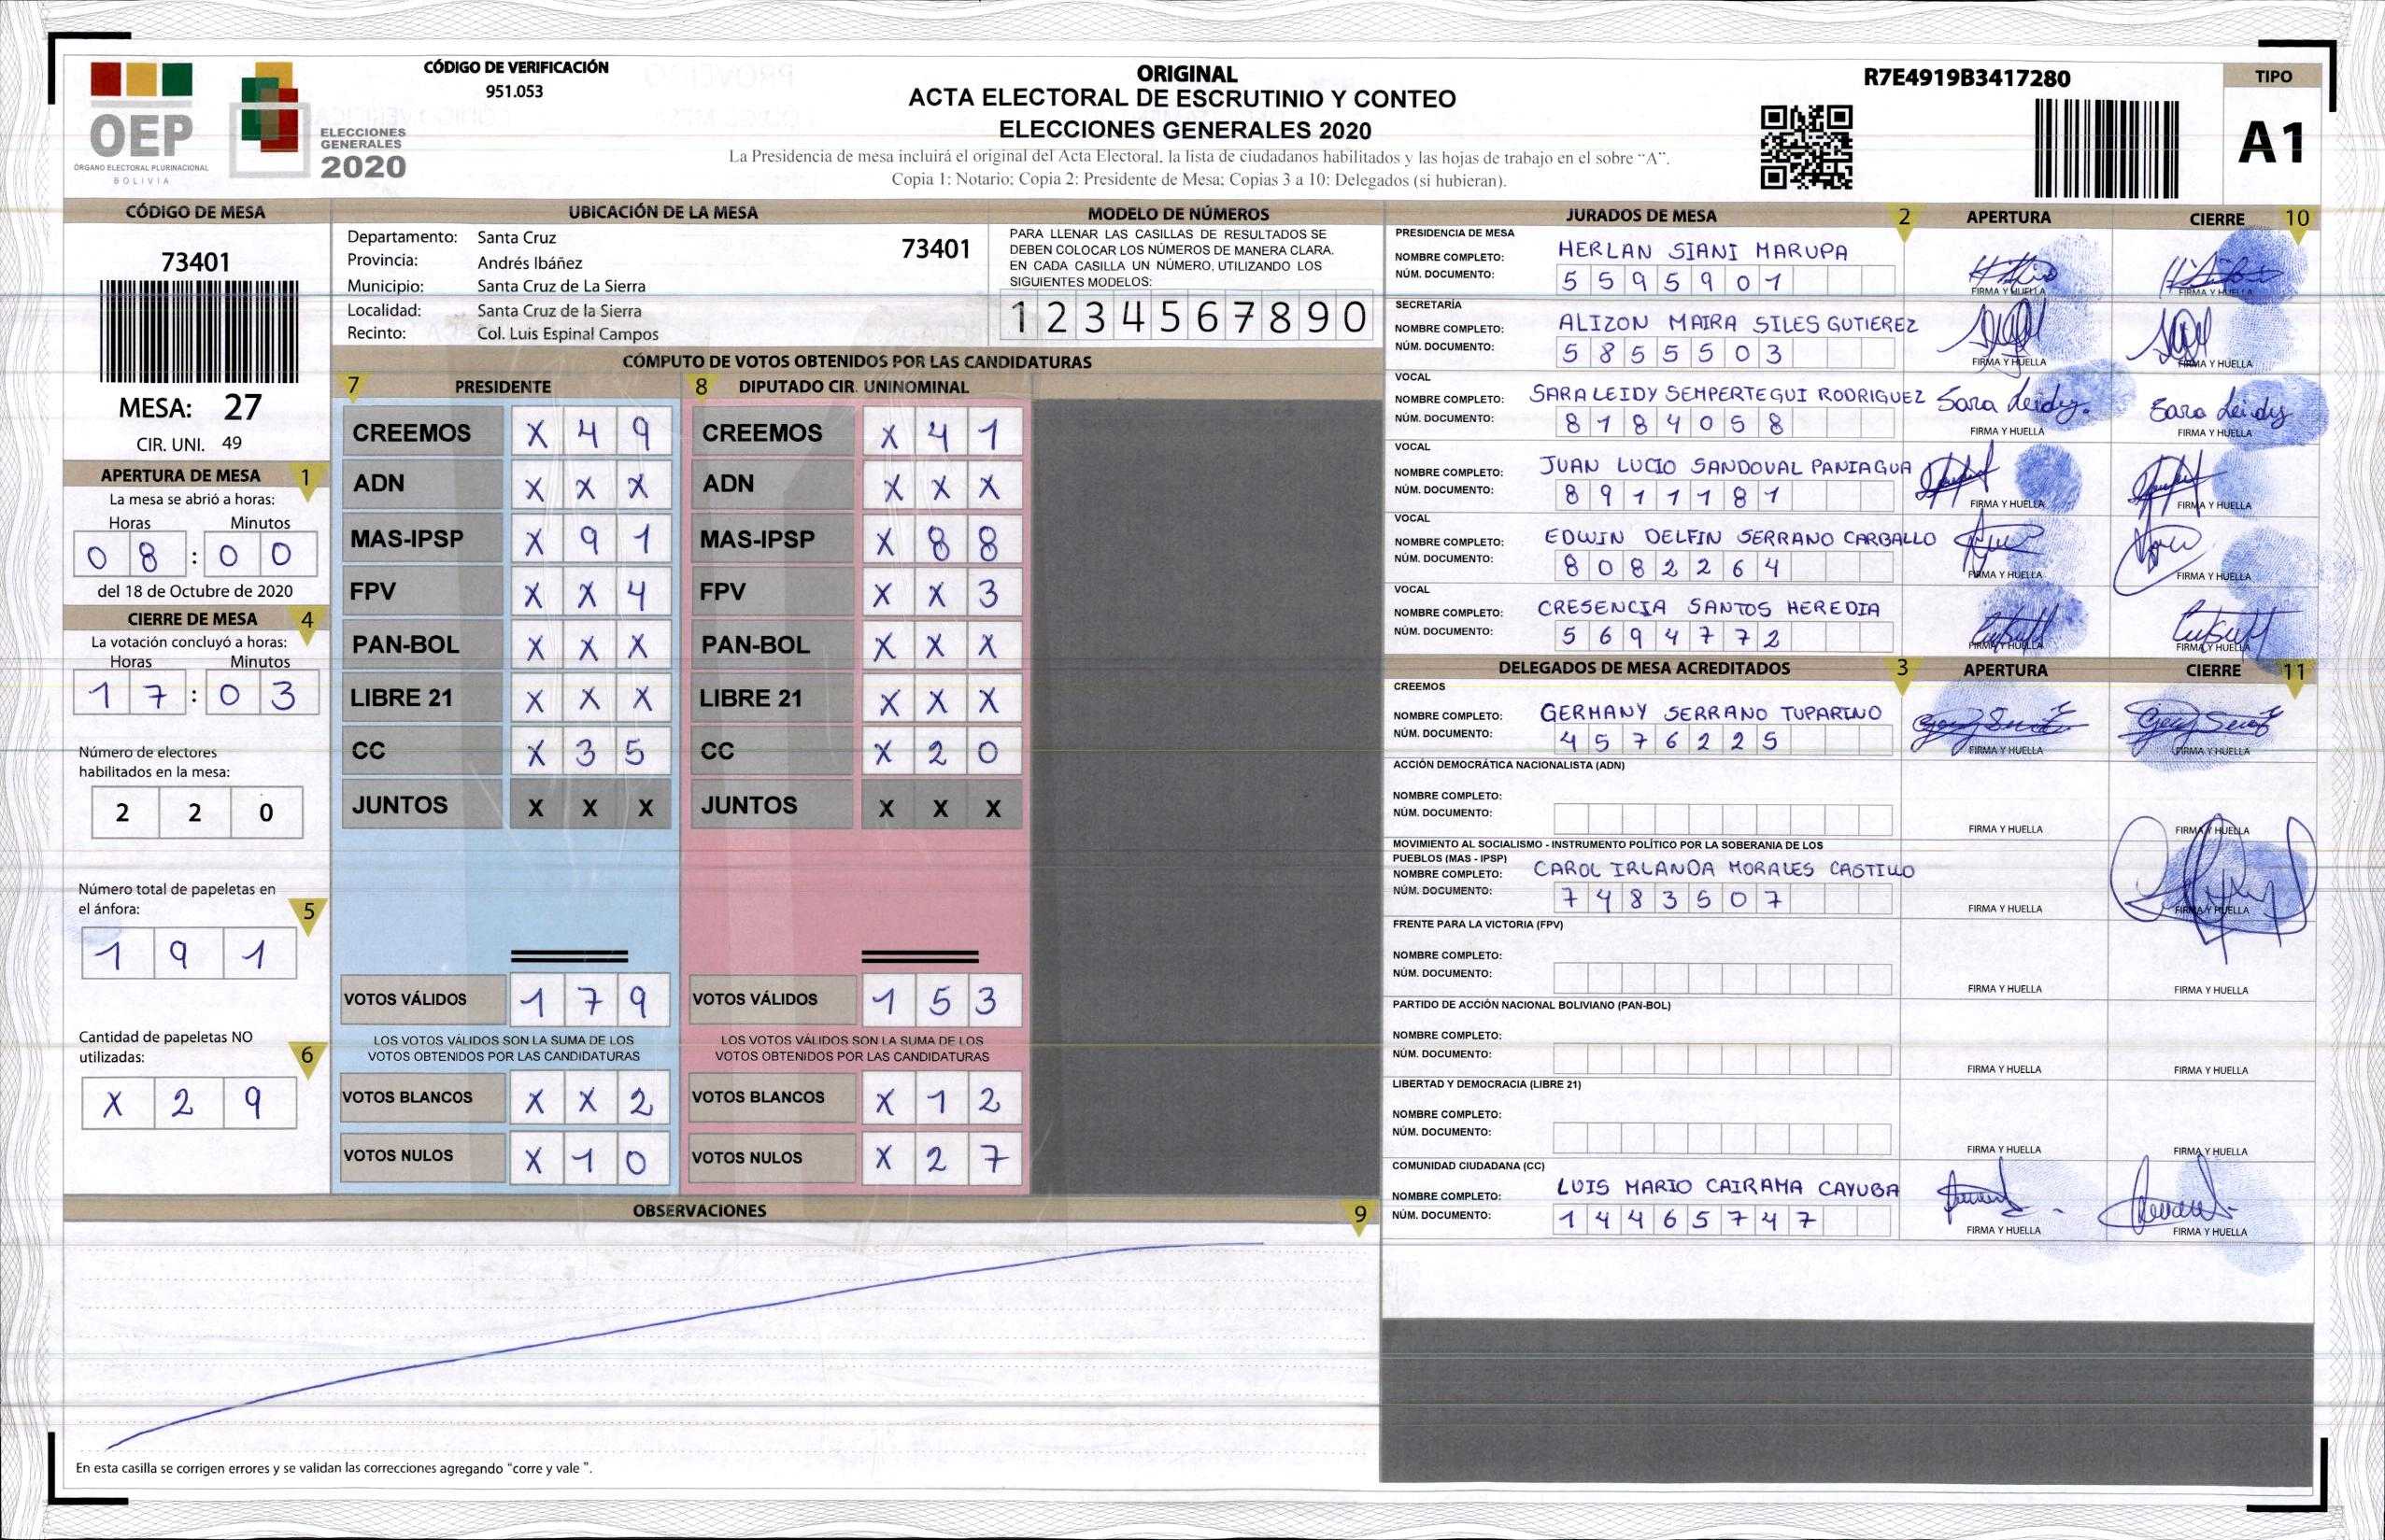 OEP
ÓRGANO ELECTORAL PLURINACIONAL
BOLIVIA
ELECCIONES
GENERALES
2020
CÓDIGO DE VERIFICACIÓN
951.053
ORIGINAL
ACTA ELECTORAL DE ESCRUTINIO Y CONTEO
ELECCIONES GENERALES 2020
La Presidencia de mesa incluirá el original del Acta Electoral, la lista de ciudadanos habilitados y las hojas de trabajo en el sobre “A”.
Copia 1: Notario; Copia 2: Presidente de Mesa; Copias 3 a 10: Delegados (si hubieran).
R7E4919B3417280
TIPO
A1
CÓDIGO DE MESA
73401
MESA: 27
CIR. UNI. 49
APERTURA DE MESA 1
La mesa se abrió a horas:
Horas Minutos
0 8 : 0 0
del 18 de Octubre de 2020
CIERRE DE MESA 4
La votación concluyó a horas:
Horas Minutos
1 7 : 0 3
Número de electores
habilitados en la mesa:
2 2 0
Número total de papeletas en
el ánfora: 5
1 9 1
Cantidad de papeletas NO
utilizadas: 6
X 2 9
UBICACIÓN DE LA MESA
Departamento: Santa Cruz 73401
Provincia: Andrés Ibáñez
Municipio: Santa Cruz de La Sierra
Localidad: Santa Cruz de la Sierra
Recinto: Col. Luis Espinal Campos
MODELO DE NÚMEROS
PARA LLENAR LAS CASILLAS DE RESULTADOS SE
DEBEN COLOCAR LOS NÚMEROS DE MANERA CLARA.
EN CADA CASILLA UN NÚMERO, UTILIZANDO LOS
SIGUIENTES MODELOS:
1 2 3 4 5 6 7 8 9 0
CÓMPUTO DE VOTOS OBTENIDOS POR LAS CANDIDATURAS
7 PRESIDENTE 8 DIPUTADO CIR. UNINOMINAL
CREEMOS X 4 9 CREEMOS X 4 1
ADN X X X ADN X X X
MAS-IPSP X 9 1 MAS-IPSP X 8 8
FPV X X 4 FPV X X 3
PAN-BOL X X X PAN-BOL X X X
LIBRE 21 X X X LIBRE 21 X X X
CC X 3 5 CC X 2 0
JUNTOS X X X JUNTOS X X X
VOTOS VÁLIDOS 1 7 9 VOTOS VÁLIDOS 1 5 3
LOS VOTOS VÁLIDOS SON LA SUMA DE LOS LOS VOTOS VÁLIDOS SON LA SUMA DE LOS
VOTOS OBTENIDOS POR LAS CANDIDATURAS VOTOS OBTENIDOS POR LAS CANDIDATURAS
VOTOS BLANCOS X X 2 VOTOS BLANCOS X 1 2
VOTOS NULOS X 1 0 VOTOS NULOS X 2 7
OBSERVACIONES 9
En esta casilla se corrigen errores y se validan las correcciones agregando “corre y vale ”.
JURADOS DE MESA 2 APERTURA CIERRE 10
PRESIDENCIA DE MESA
NOMBRE COMPLETO: HERLAN SIANI MARUPA
NÚM. DOCUMENTO: 5 5 9 5 9 0 1
FIRMA Y HUELLA FIRMA Y HUELLA
SECRETARÍA
NOMBRE COMPLETO: ALIZON MAIRA SILES GUTIEREZ
NÚM. DOCUMENTO: 5 8 5 5 5 0 3
FIRMA Y HUELLA FIRMA Y HUELLA
VOCAL
NOMBRE COMPLETO: SARA LEIDY SEMPERTEGUI RODRIGUEZ Sara Leidy. Sara Leidy
NÚM. DOCUMENTO: 8 1 8 4 0 5 8
FIRMA Y HUELLA FIRMA Y HUELLA
VOCAL
NOMBRE COMPLETO: JUAN LUCIO SANDOVAL PANIAGUA
NÚM. DOCUMENTO: 8 9 1 1 1 8 1
FIRMA Y HUELLA FIRMA Y HUELLA
VOCAL
NOMBRE COMPLETO: EDWIN DELFIN SERRANO CARBALLO
NÚM. DOCUMENTO: 8 0 8 2 2 6 4
FIRMA Y HUELLA FIRMA Y HUELLA
VOCAL
NOMBRE COMPLETO: CRESENCIA SANTOS HEREDIA
NÚM. DOCUMENTO: 5 6 9 4 7 7 2
FIRMA Y HUELLA FIRMA Y HUELLA
DELEGADOS DE MESA ACREDITADOS 3 APERTURA CIERRE 11
CREEMOS
NOMBRE COMPLETO: GERMANY SERRANO TUPARINO
NÚM. DOCUMENTO: 4 5 7 6 2 2 5
FIRMA Y HUELLA FIRMA Y HUELLA
ACCIÓN DEMOCRÁTICA NACIONALISTA (ADN)
NOMBRE COMPLETO:
NÚM. DOCUMENTO:
FIRMA Y HUELLA FIRMA Y HUELLA
MOVIMIENTO AL SOCIALISMO - INSTRUMENTO POLÍTICO POR LA SOBERANIA DE LOS
PUEBLOS (MAS - IPSP)
NOMBRE COMPLETO: CAROL IRLANDA MORALES CASTILLO
NÚM. DOCUMENTO: 7 4 8 3 5 0 7
FIRMA Y HUELLA FIRMA Y HUELLA
FRENTE PARA LA VICTORIA (FPV)
NOMBRE COMPLETO:
NÚM. DOCUMENTO:
FIRMA Y HUELLA FIRMA Y HUELLA
PARTIDO DE ACCIÓN NACIONAL BOLIVIANO (PAN-BOL)
NOMBRE COMPLETO:
NÚM. DOCUMENTO:
FIRMA Y HUELLA FIRMA Y HUELLA
LIBERTAD Y DEMOCRACIA (LIBRE 21)
NOMBRE COMPLETO:
NÚM. DOCUMENTO:
FIRMA Y HUELLA FIRMA Y HUELLA
COMUNIDAD CIUDADANA (CC)
NOMBRE COMPLETO: LUIS MARIO CAIRAMA CAYUBA
NÚM. DOCUMENTO: 1 4 4 6 5 7 4 7
FIRMA Y HUELLA FIRMA Y HUELLA